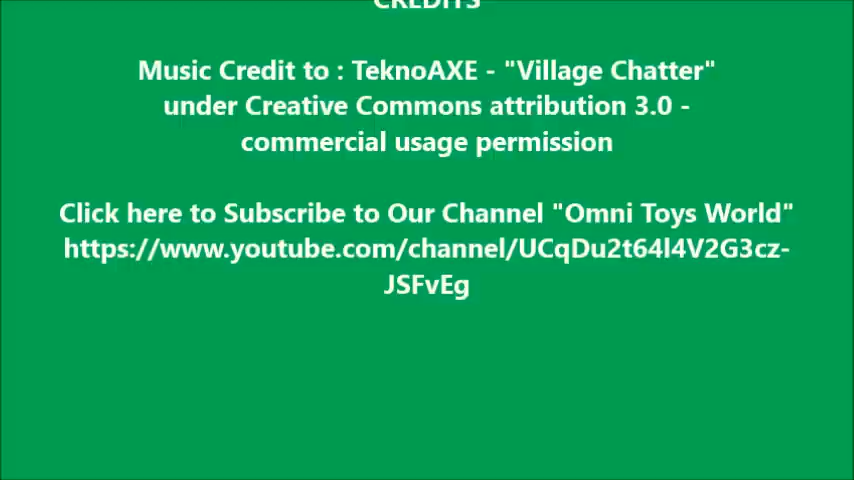 CREDITS
Music Credit to : TeknoAXE - "Village Chatter"
under Creative Commons attribution 3.0 -
commercial usage permission
Click here to Subscribe to Our Channel "Omni Toys World"
https://www.youtube.com/channel/UCqDu2t64l4V2G3cz-
JSFvEg